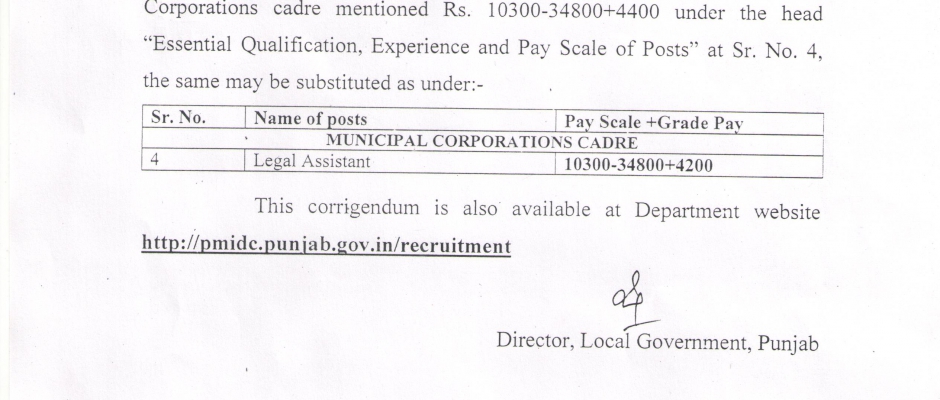 Corporations cadre mentioned Rs. 10300-34800+4400 under the head
“Essential Qualification, Experience and Pay Scale of Posts” at Sr. No. 4,
the same may be substituted as under:-
Sr. No. Name of posts Pay Scale +Grade Pay
MUNICIPAL CORPORATIONS CADRE
4 Legal Assistant 10300-34800+4200
This corrigendum is also available at Department website
http://pmidc.punjab.gov.in/recruitment
Director, Local Government, Punjab